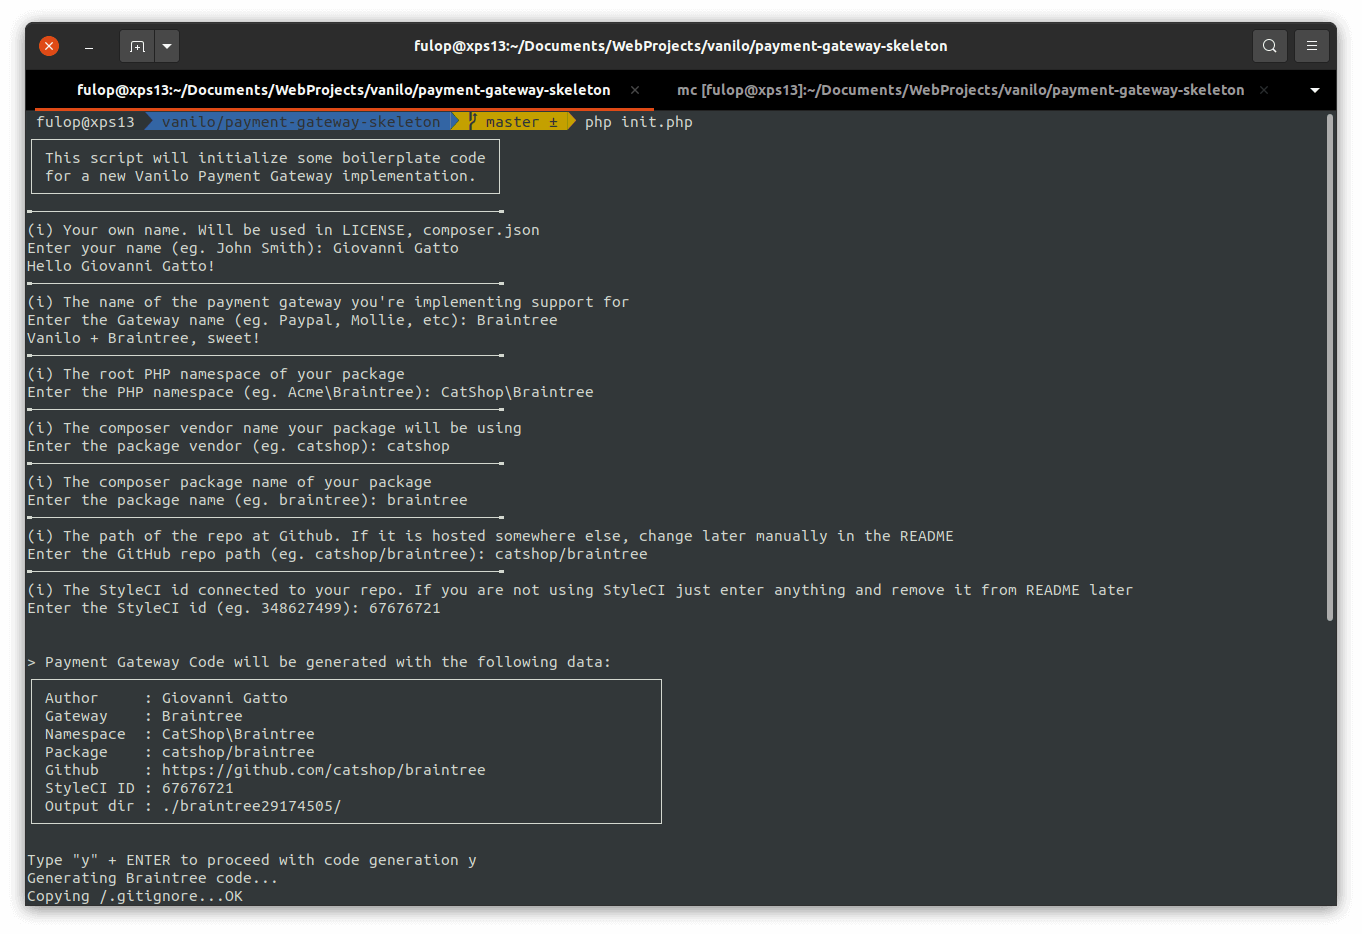 fulop@xps13:~/Documents/WebProjects/vanilo/payment-gateway-skeleton
fulop@xps13:~/Documents/WebProjects/vanilo/payment-gateway-skeleton
mc [fulop@xps13]:~/Documents/WebProjects/vanilo/payment-gateway-skeleton
fulop@xps13 vanilo/payment-gateway-skeleton master ± php init.php
This script will initialize some boilerplate code
for a new Vanilo Payment Gateway implementation.
(i) Your own name. Will be used in LICENSE, composer.json
Enter your name (eg. John Smith): Giovanni Gatto
Hello Giovanni Gatto!
(i) The name of the payment gateway you're implementing support for
Enter the Gateway name (eg. Paypal, Mollie, etc): Braintree
Vanilo + Braintree, sweet!
(i) The root PHP namespace of your package
Enter the PHP namespace (eg. Acme\Braintree): CatShop\Braintree
(i) The composer vendor name your package will be using
Enter the package vendor (eg. catshop): catshop
(i) The composer package name of your package
Enter the package name (eg. braintree): braintree
(i) The path of the repo at Github. If it is hosted somewhere else, change later manually in the README
Enter the GitHub repo path (eg. catshop/braintree): catshop/braintree
(i) The StyleCI id connected to your repo. If you are not using StyleCI just enter anything and remove it from README later
Enter the StyleCI id (eg. 348627499): 67676721
> Payment Gateway Code will be generated with the following data:
Author : Giovanni Gatto
Gateway : Braintree
Namespace : CatShop\Braintree
Package : catshop/braintree
Github : https://github.com/catshop/braintree
StyleCI ID : 67676721
Output dir : ./braintree29174505/
Type "y" + ENTER to proceed with code generation y
Generating Braintree code...
Copying /.gitignore...OK